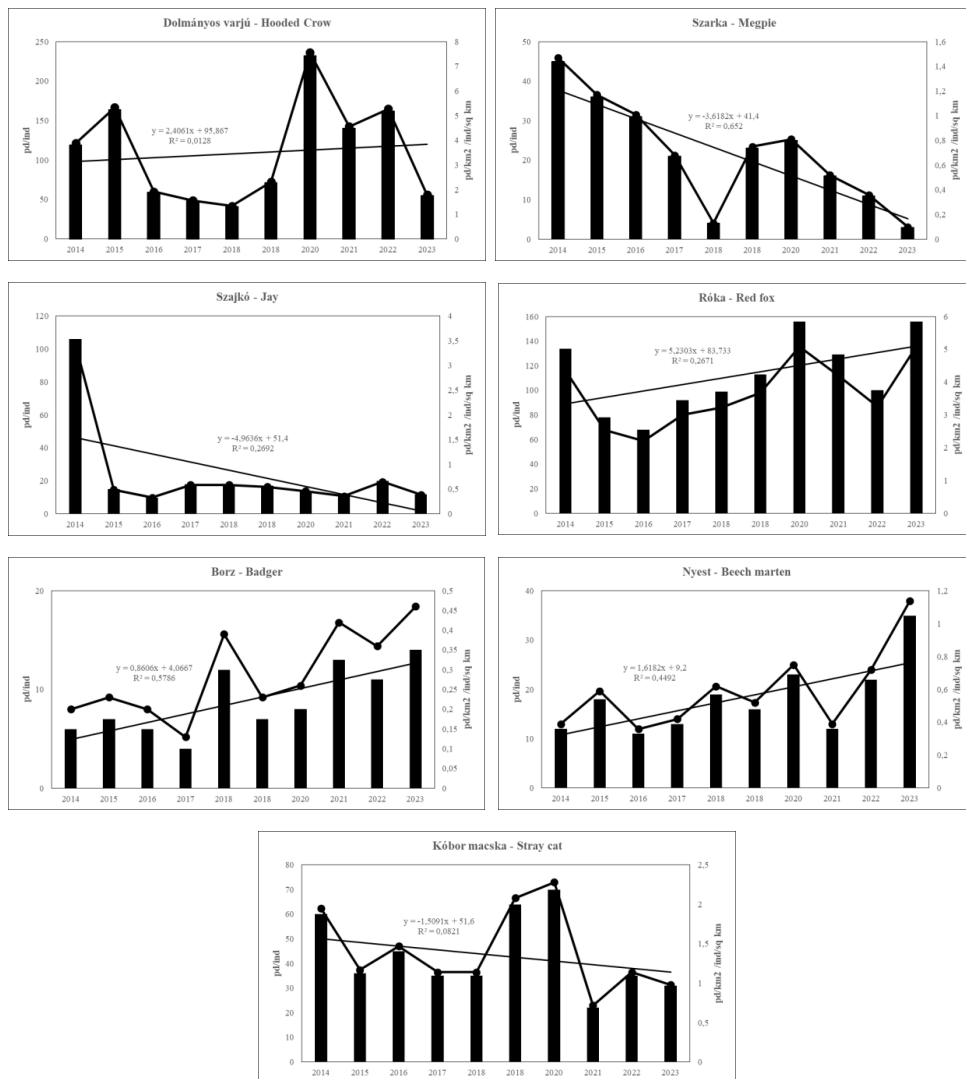 Dolmányos varjú - Hooded Crow
250
200
150
100
50
0
pd/ind
y = 2,4061x + 95,867
R² = 0,0128
8
7
6
5
4
3
2
1
0
pd/km2 /ind/sq km
2014 2015 2016 2017 2018 2018 2020 2021 2022 2023
Szarka - Megpie
50
40
30
20
10
0
pd/ind
y = -3,6182x + 41,4
R² = 0,652
1,6
1,4
1,2
1
0,8
0,6
0,4
0,2
0
pd/km2 /ind/sq km
2014 2015 2016 2017 2018 2018 2020 2021 2022 2023
Szajkó - Jay
120
100
80
60
40
20
0
pd/ind
y = -4,9636x + 51,4
R² = 0,2692
4
3,5
3
2,5
2
1,5
1
0,5
0
pd/km2 /ind/sq km
2014 2015 2016 2017 2018 2018 2020 2021 2022 2023
Róka - Red fox
160
140
120
100
80
60
40
20
0
pd/ind
y = 5,2303x + 83,733
R² = 0,2671
6
5
4
3
2
1
0
pd/km2 /ind/sq km
2014 2015 2016 2017 2018 2018 2020 2021 2022 2023
Borz - Badger
20
10
0
pd/ind
y = 0,8606x + 4,0667
R² = 0,5786
0,5
0,45
0,4
0,35
0,3
0,25
0,2
0,15
0,1
0,05
0
pd/km2 /ind/sq km
2014 2015 2016 2017 2018 2018 2020 2021 2022 2023
Nyest - Beech marten
40
30
20
10
0
pd/ind
y = 1,6182x + 9,2
R² = 0,4492
1,2
1
0,8
0,6
0,4
0,2
0
pd/km2 /ind/sq km
2014 2015 2016 2017 2018 2018 2020 2021 2022 2023
Kóbor macska - Stray cat
80
70
60
50
40
30
20
10
0
pd/ind
y = -1,5091x + 51,6
R² = 0,0821
2,5
2
1,5
1
0,5
0
pd/km2 /ind/sq km
2014 2015 2016 2017 2018 2018 2020 2021 2022 2023